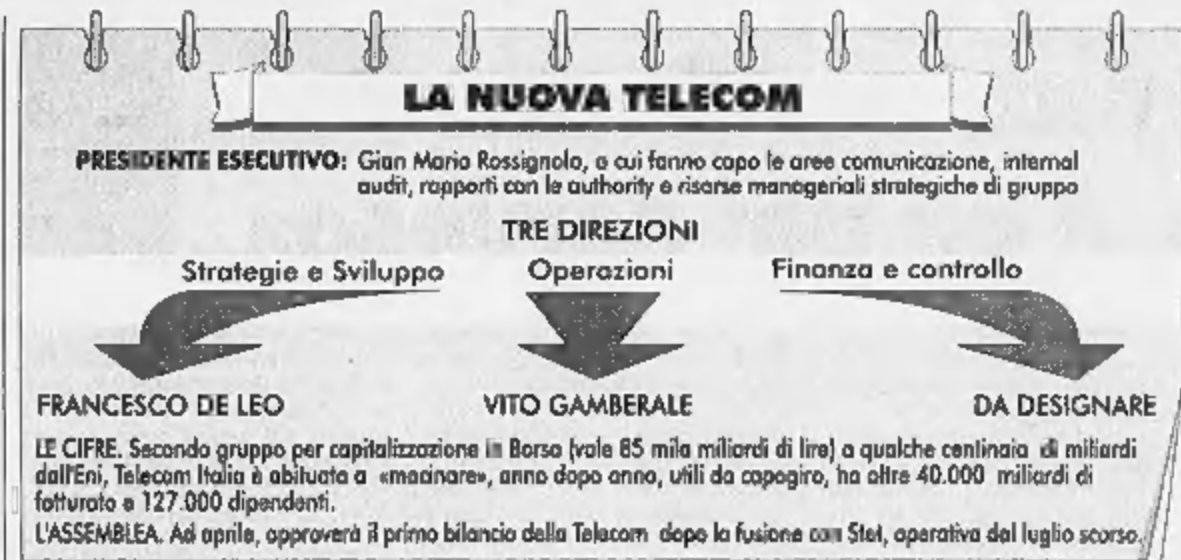 LA NUOVA TELECOM
PRESIDENTE ESECUTIVO: Gian Mario Rossignolo, a cui fanno capo le aree comunicazione, internal
audit, rapporti con le authority e risorse manageriali strategiche di gruppo
TRE DIREZIONI
Strategie e Sviluppo Operazioni Finanza e controllo
FRANCESCO DE LEO VITO GAMBERALE DA DESIGNARE
LE CIFRE. Secondo gruppo per capitalizzazione in Borsa (vale 85 mila miliardi di lire) a qualche centinaio di miliardi
dall'Eni, Telecom Italia è abituata a «macinare», anno dopo anno, utili da capogiro, ha oltre 40.000 miliardi di
fatturato e 127.000 dipendenti.
L'ASSEMBLEA. Ad aprile, approverà il primo bilancio della Telecom dopo la fusione con Stet, operativa dal luglio scorso.